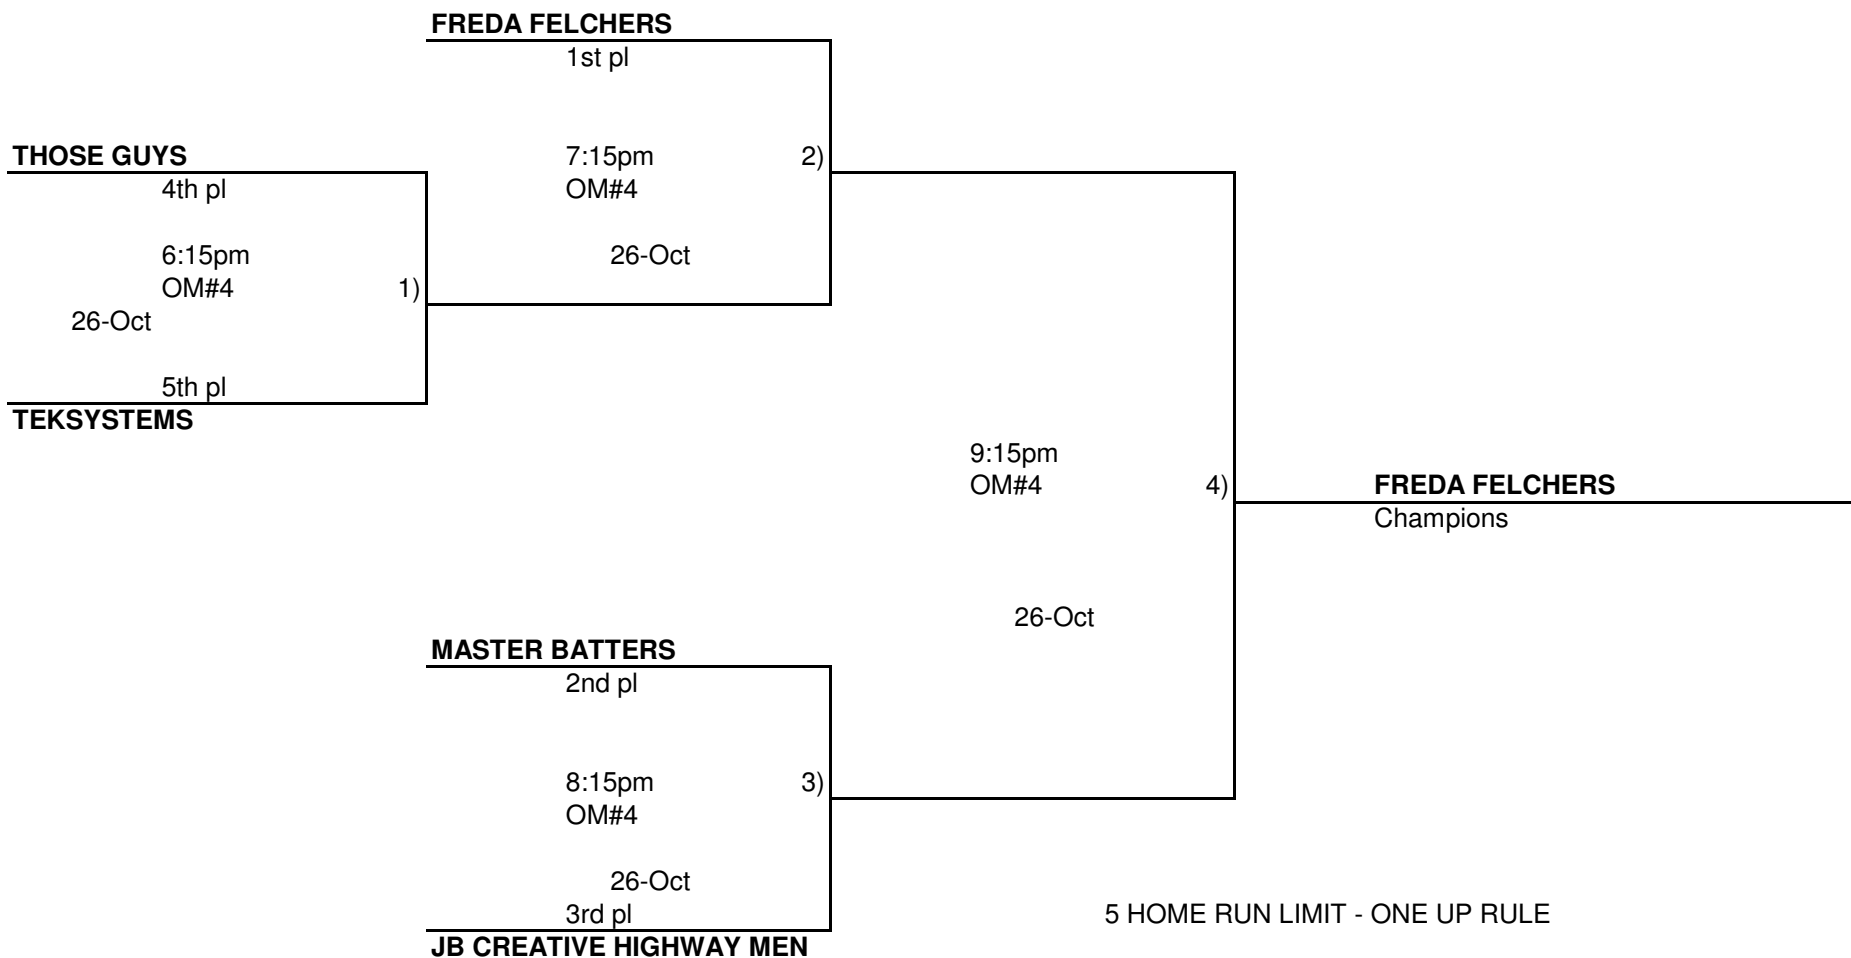 FREDA FELCHERS
1st pl
THOSE GUYS
7:15pm
2)
4th pl
OM#4
6:15pm
26-Oct
OM#4
1)
26-Oct
5th pl
TEKSYSTEMS
9:15pm
OM#4
4)
FREDA FELCHERS
Champions
26-Oct
MASTER BATTERS
2nd pl
8:15pm
3)
OM#4
26-Oct
3rd pl
5 HOME RUN LIMIT - ONE UP RULE
JB CREATIVE HIGHWAY MEN